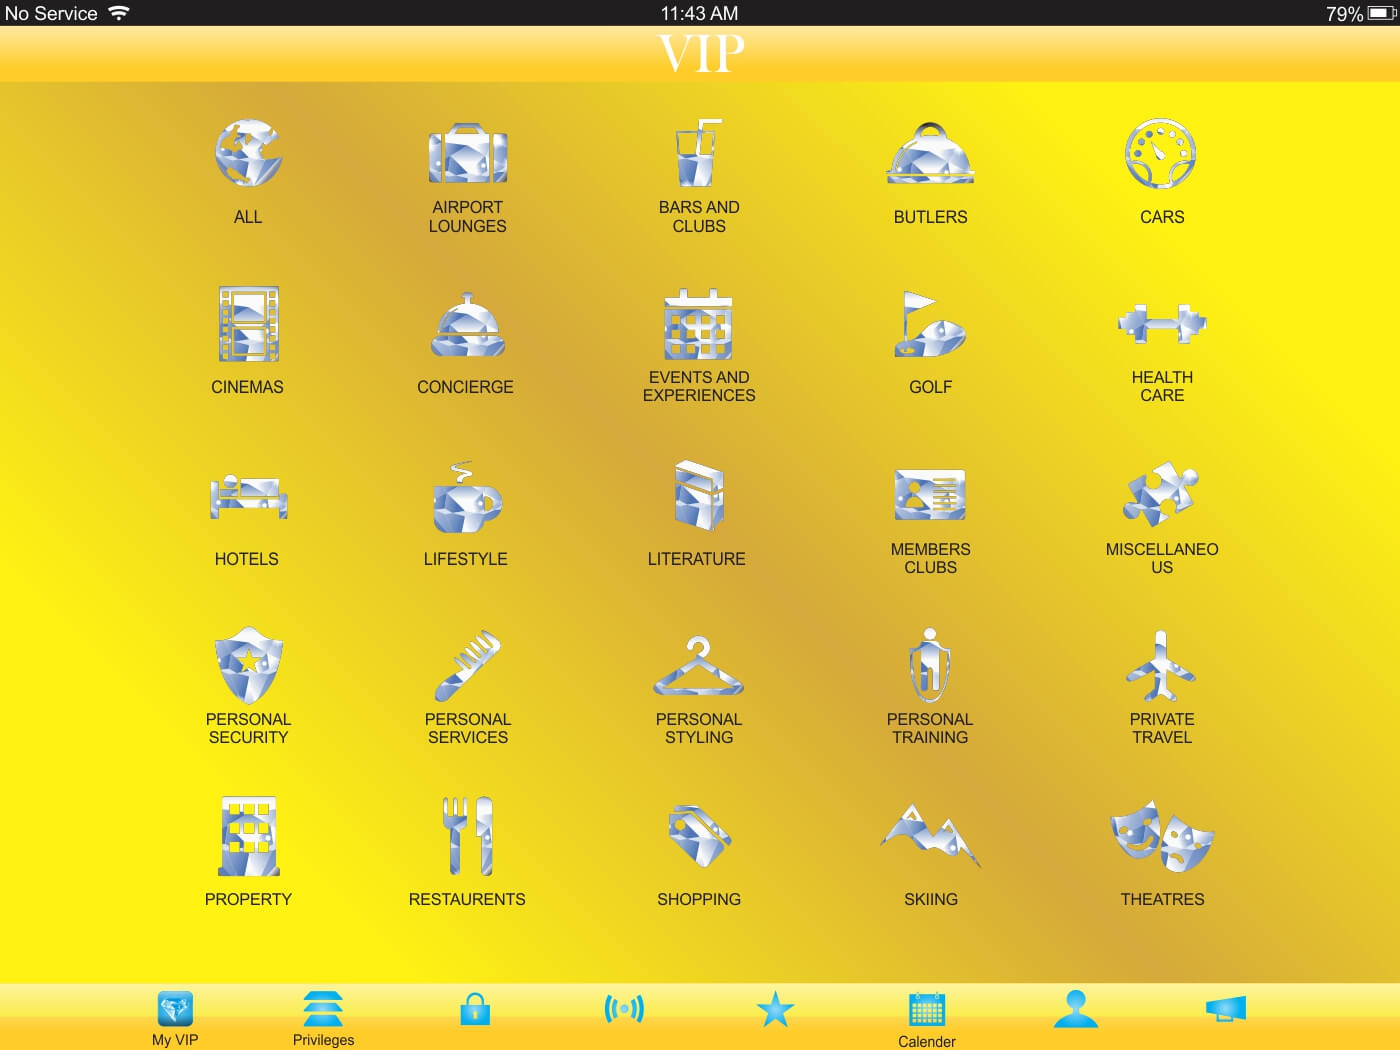 No Service
11:43 AM
79%
VIP
ALL
AIRPORT
LOUNGES
BARS AND
CLUBS
BUTLERS
CARS
CINEMAS
CONCIERGE
EVENTS AND
EXPERIENCES
GOLF
HEALTH
CARE
HOTELS
LIFESTYLE
LITERATURE
MEMBERS
CLUBS
MISCELLANEO
US
PERSONAL
SECURITY
PERSONAL
SERVICES
PERSONAL
STYLING
PERSONAL
TRAINING
PRIVATE
TRAVEL
PROPERTY
RESTAURENTS
SHOPPING
SKIING
THEATRES
My VIP
Privileges
Calender